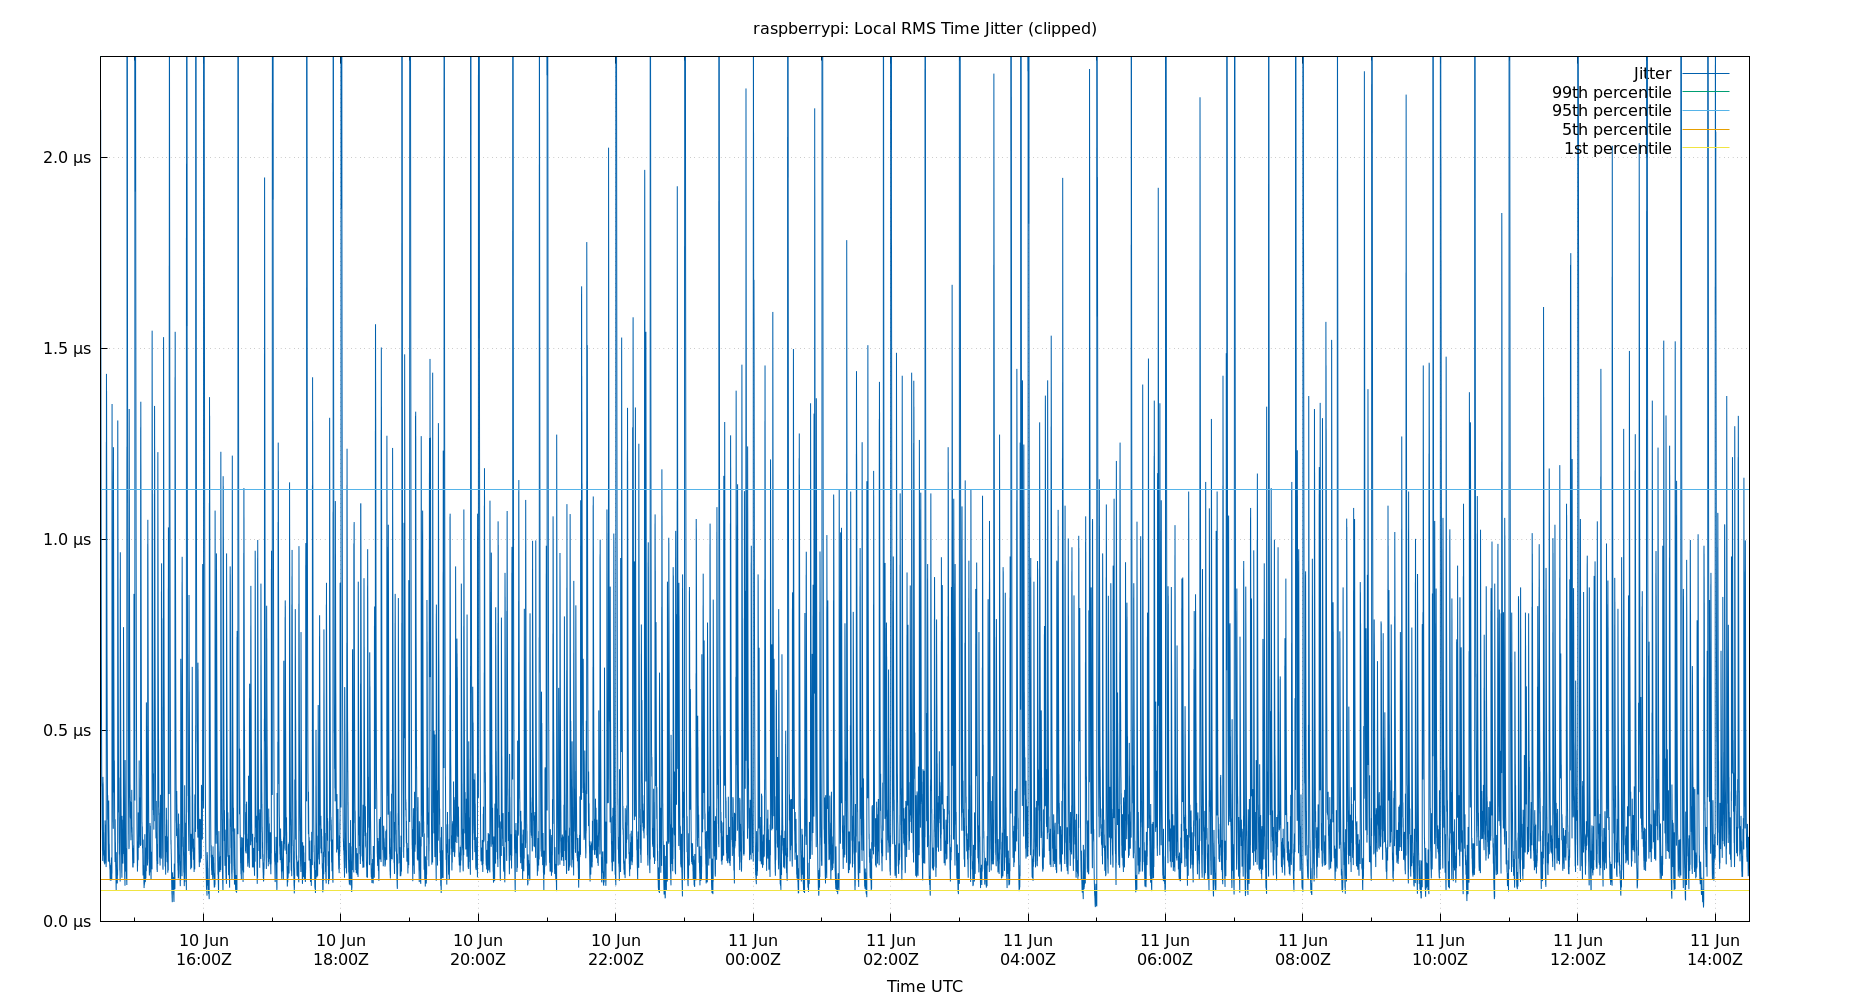 raspberrypi: Local RMS Time Jitter (clipped)
Jitter
99th percentile
95th percentile
5th percentile
1st percentile
2.0 µs
1.5 µs
1.0 µs
0.5 µs
0.0 µs
10 Jun 10 Jun 10 Jun 10 Jun 11 Jun 11 Jun 11 Jun 11 Jun 11 Jun 11 Jun 11 Jun 11 Jun
16:00Z 18:00Z 20:00Z 22:00Z 00:00Z 02:00Z 04:00Z 06:00Z 08:00Z 10:00Z 12:00Z 14:00Z
Time UTC